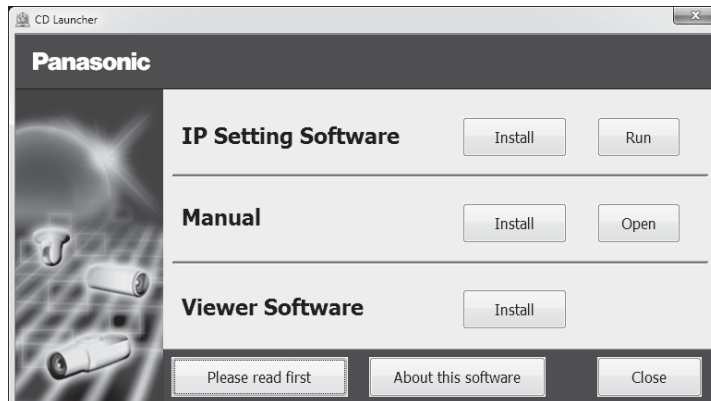 CD Launcher
Panasonic
IP Setting Software Install Run
Manual Install Open
Viewer Software Install
Please read first About this software Close